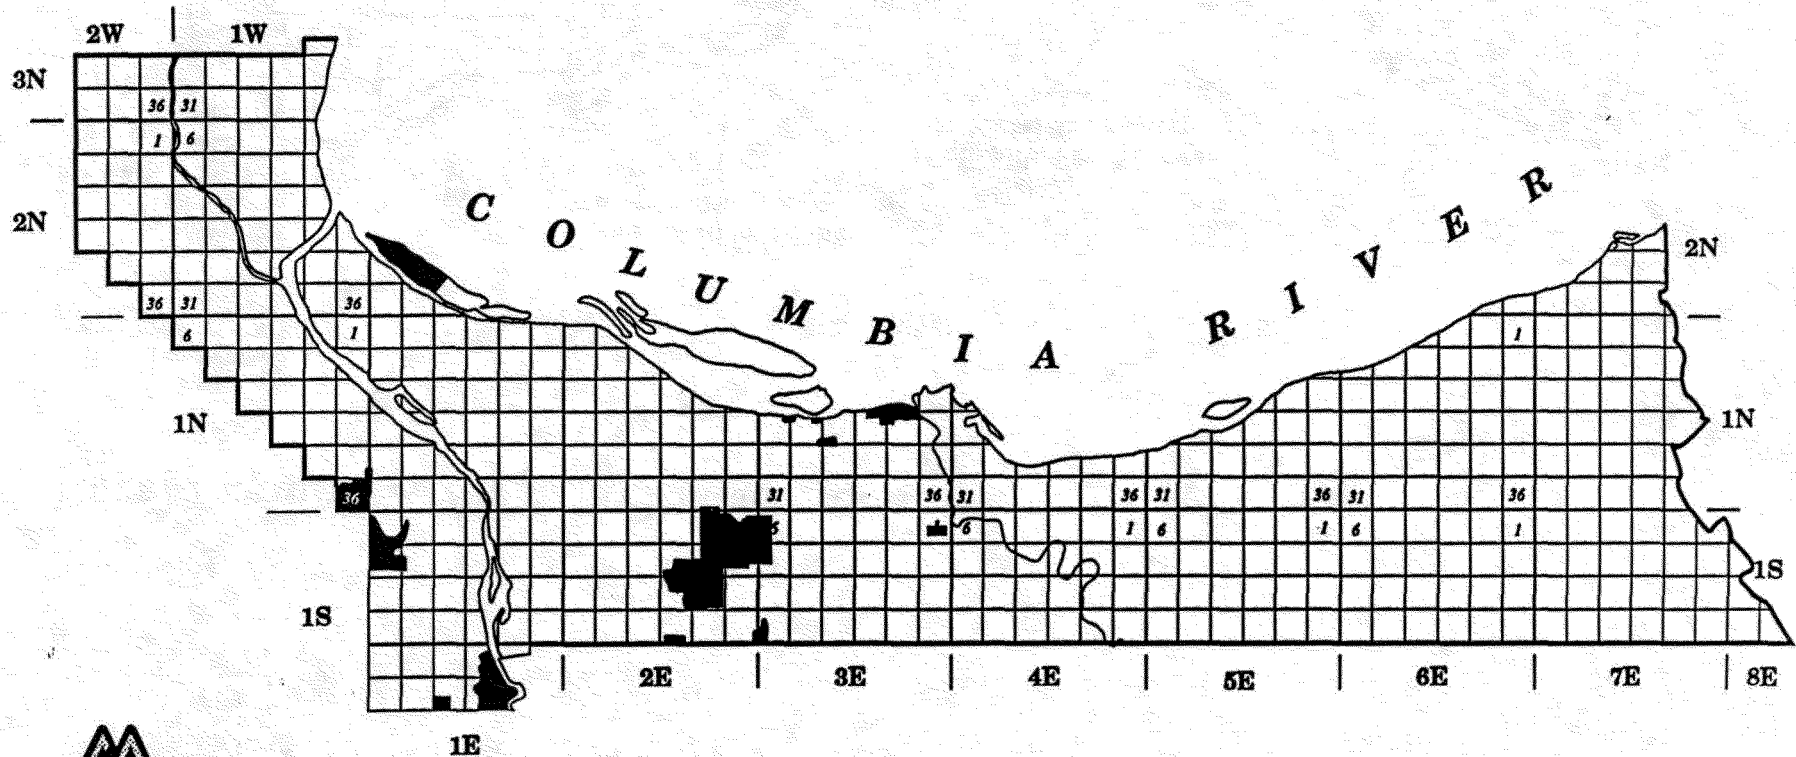 2W 1W
3N
36 31
1 6
2N
C O L U M B I A R I V E R
2N
36 31 36
6 1 1
1N 1N
36
31 36 31 36 31 36 31 36
6 6 1 6 1 6 1
1S
1S
2E 3E 4E 5E 6E 7E 8E
1E